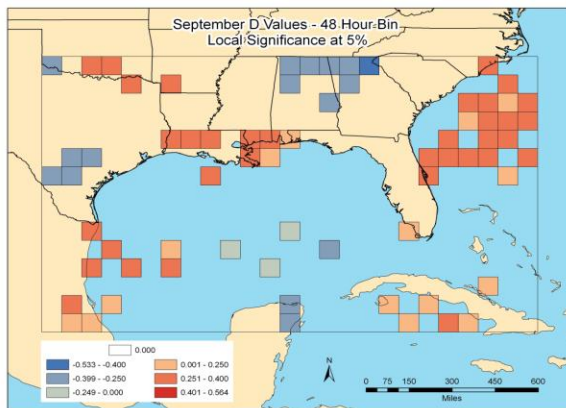 September D Values - 48 Hour Bin
Local Significance at 5%
0.000
-0.533 - -0.400
-0.399 - -0.250
-0.249 - 0.000
0.001 - 0.250
0.251 - 0.400
0.401 - 0.564
N
0 75 150 300 450 600
Miles